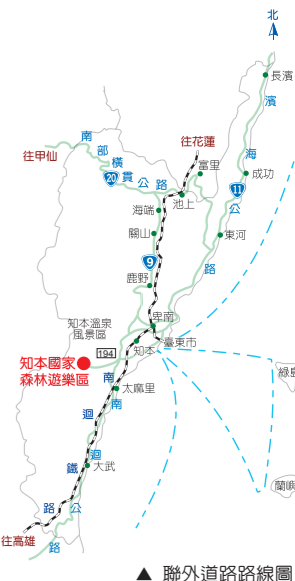 北
長濱
濱
南
部
橫
貫
公
路
20
往甲仙
往花蓮
富里
海
成功
11
公
池上
海端
關山
東河
路
9
鹿野
卑南
知本溫泉
風景區
194
臺東市
知本
知本國家
森林遊樂區
綠島
南
太麻里
迴
南
迴
鐵
大武
蘭嶼
路
公
往高雄
路
▲ 聯外道路路線圖